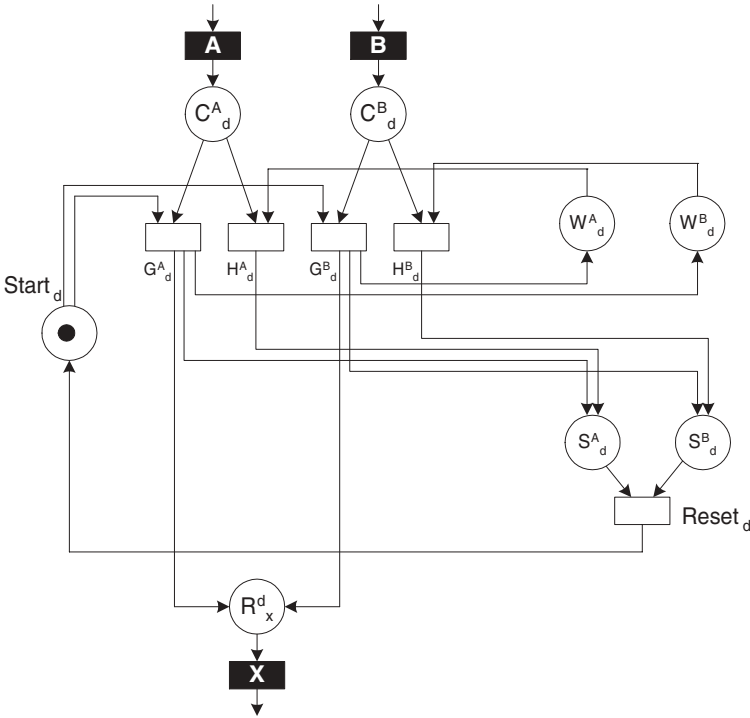 A B
C^A_d C^B_d
W^A_d W^B_d
G^A_d H^A_d G^B_d H^B_d
Start_d
S^A_d S^B_d
Reset_d
R^d_x
X